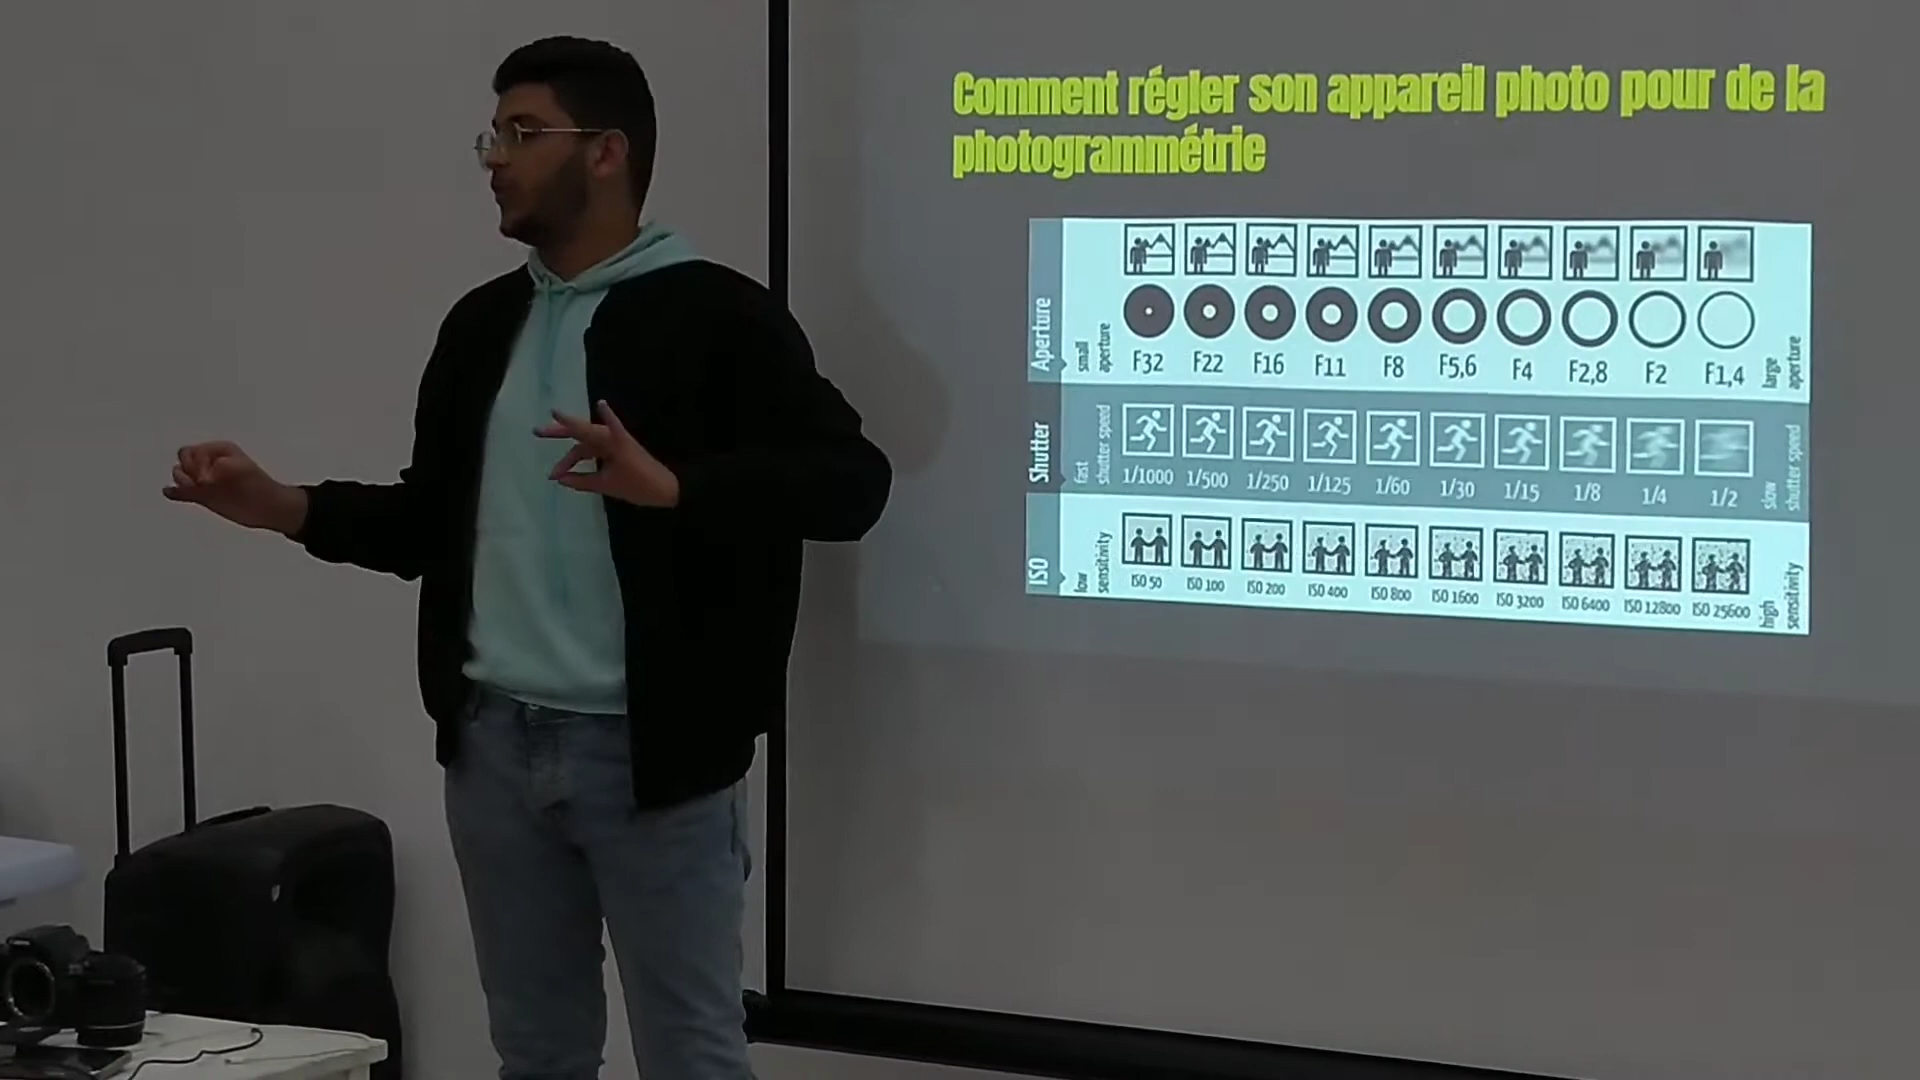 Comment régler son appareil photo pour de la
photogrammétrie
Aperture
small
aperture
F32 F22 F16 F11 F8 F5,6 F4 F2,8 F2 F1,4
large
aperture
Shutter
fast
shutter speed
1/1000 1/500 1/250 1/125 1/60 1/30 1/15 1/8 1/4 1/2
slow
shutter speed
ISO
low
sensitivity
ISO 50 ISO 100 ISO 200 ISO 400 ISO 800 ISO 1600 ISO 3200 ISO 6400 ISO 12800 ISO 25600
high
sensitivity